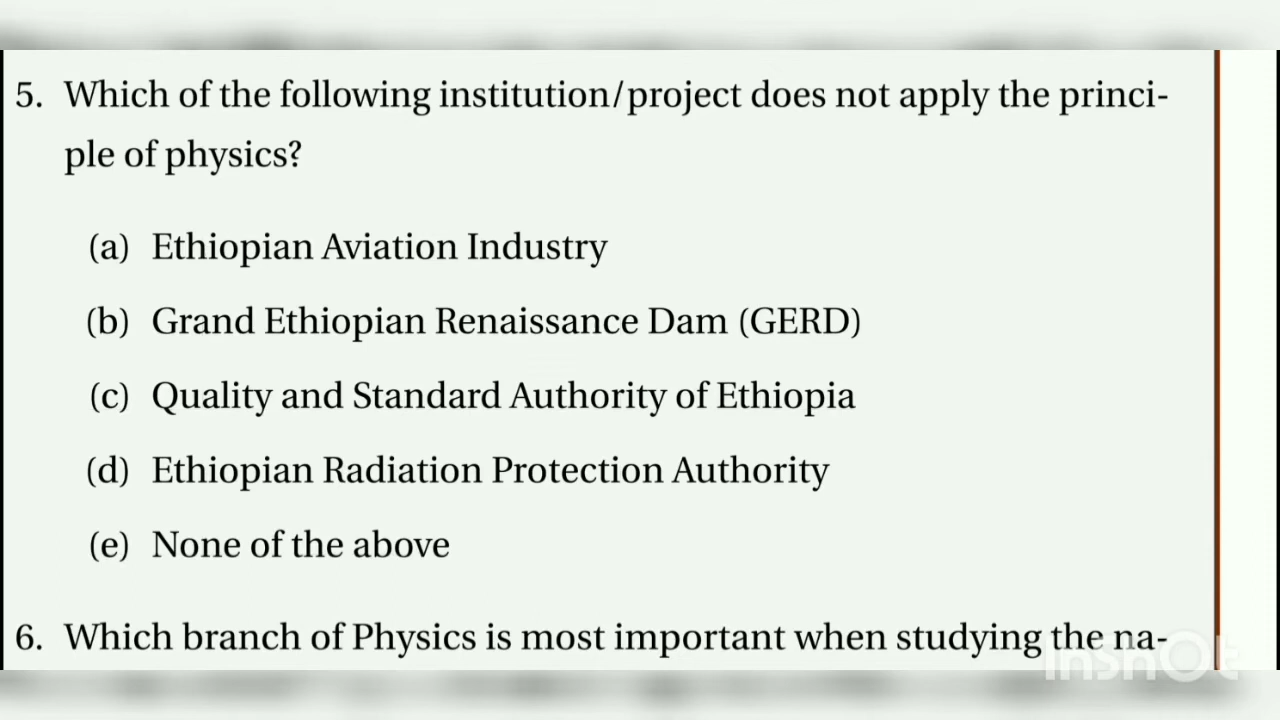 5. Which of the following institution/project does not apply the princi-
ple of physics?
(a) Ethiopian Aviation Industry
(b) Grand Ethiopian Renaissance Dam (GERD)
(c) Quality and Standard Authority of Ethiopia
(d) Ethiopian Radiation Protection Authority
(e) None of the above
6. Which branch of Physics is most important when studying the na-
InShOt